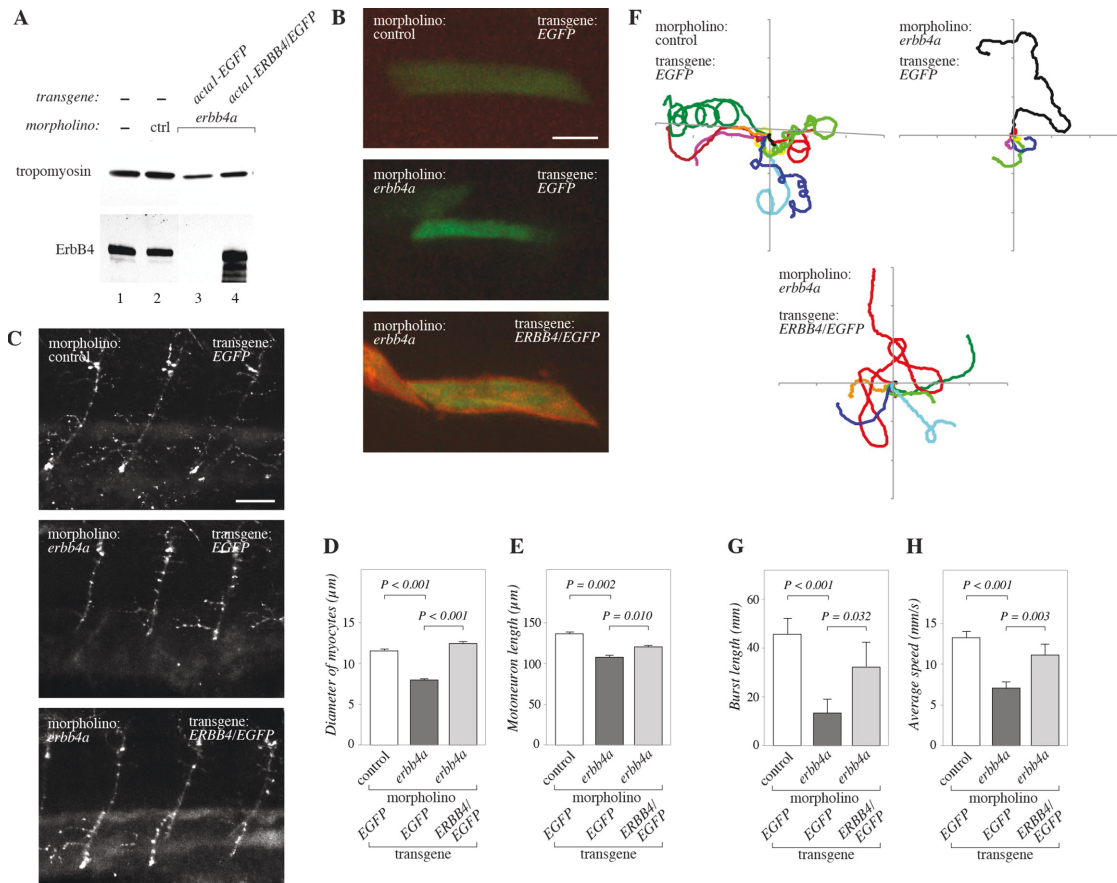 A
transgene:
–
–
acta1-EGFP
acta1-ERBB4/EGFP
morpholino:
–
ctrl
erbb4a
tropomyosin
ErbB4
1
2
3
4
B
morpholino:
control
transgene:
EGFP
morpholino:
erbb4a
transgene:
EGFP
morpholino:
erbb4a
transgene:
ERBB4/EGFP
C
morpholino:
control
transgene:
EGFP
morpholino:
erbb4a
transgene:
EGFP
morpholino:
erbb4a
transgene:
ERBB4/EGFP
D
Diameter of myocytes (μm)
P < 0.001
P < 0.001
15
10
5
0
control
erbb4a
erbb4a
morpholino
EGFP
EGFP
ERBB4/
EGFP
transgene
E
Motoneuron length (μm)
P = 0.002
P = 0.010
150
100
50
0
control
erbb4a
erbb4a
morpholino
EGFP
EGFP
ERBB4/
EGFP
transgene
F
morpholino:
control
transgene:
EGFP
morpholino:
erbb4a
transgene:
EGFP
morpholino:
erbb4a
transgene:
ERBB4/EGFP
G
Burst length (mm)
P < 0.001
P = 0.032
60
40
20
0
control
erbb4a
erbb4a
morpholino
EGFP
EGFP
ERBB4/
EGFP
transgene
H
Average speed (mm/s)
P < 0.001
P = 0.003
15
10
5
0
control
erbb4a
erbb4a
morpholino
EGFP
EGFP
ERBB4/
EGFP
transgene